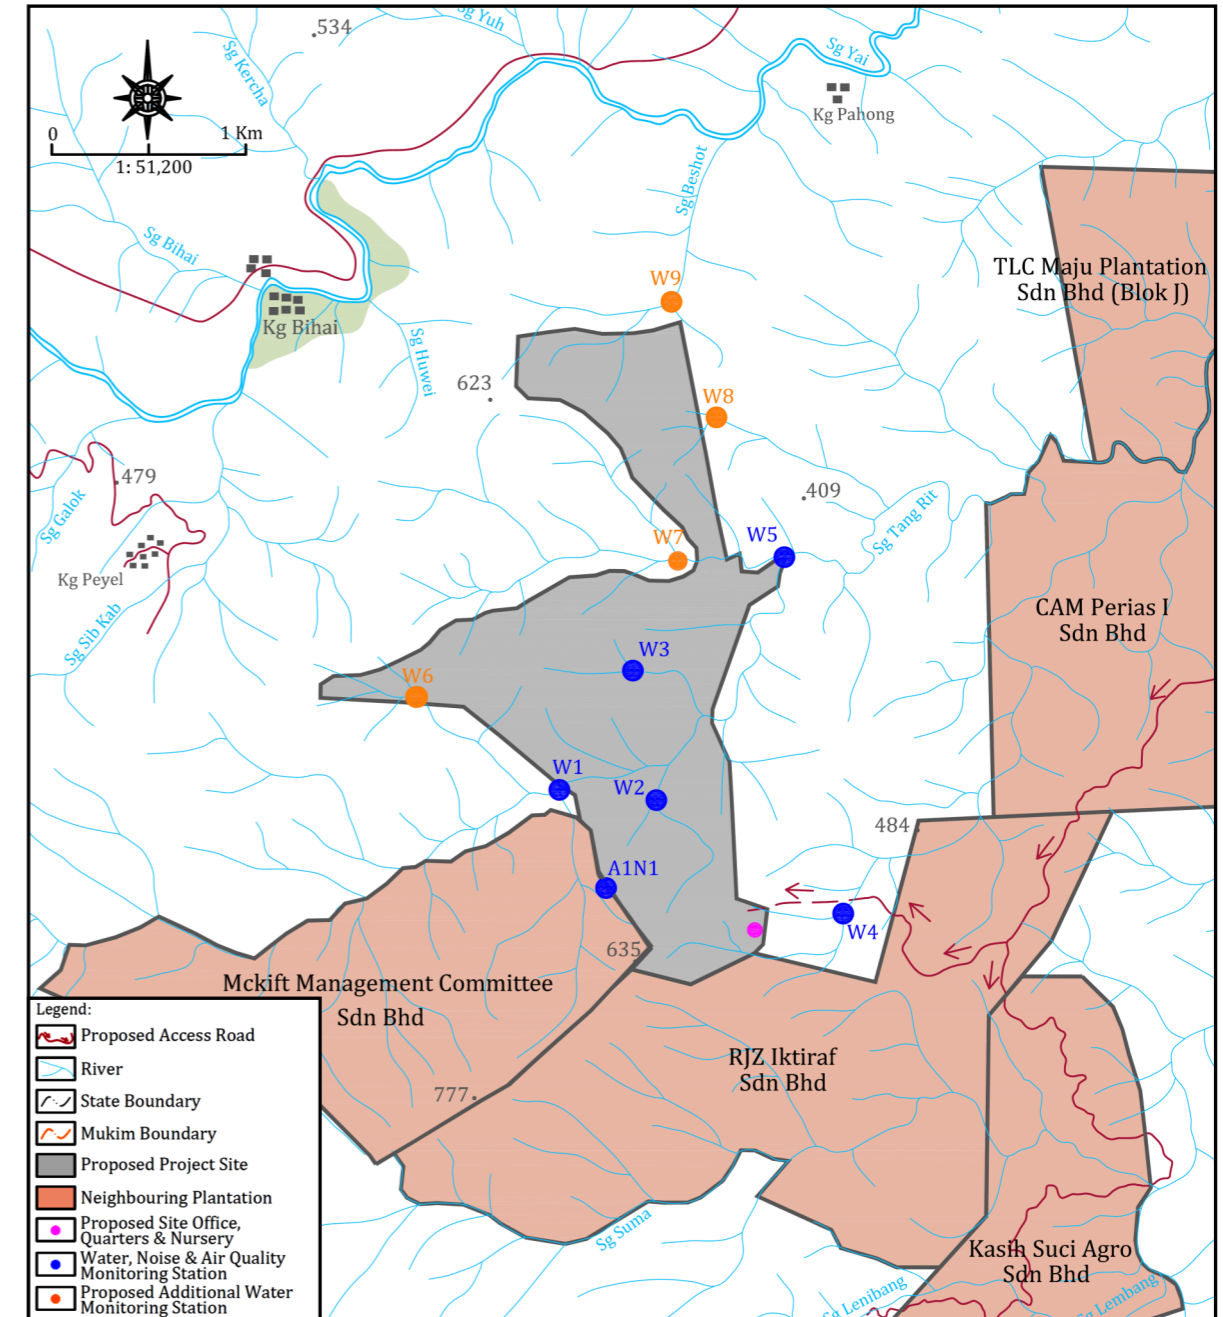 Sg Yuh
534
Sg Yai
Sg Kercha
Kg Pahong
0
1 Km
1: 51,200
Sg Beshot
Sg Bihai
TLC Maju Plantation
Sdn Bhd (Blok J)
W9
Kg Bihai
Sg Huwei
623
W8
479
409
Sg Galok
Sg Tang Rit
W7
W5
Kg Peyel
CAM Perias I
Sdn Bhd
Sg Sib Kab
W3
W6
W1
W2
484
A1N1
W4
635
Mckift Management Committee
Sdn Bhd
RJZ Iktiraf
Sdn Bhd
777
Sg Suma
Kasih Suci Agro
Sdn Bhd
Sg Lenibang
Sg Lembang
Legend:
Proposed Access Road
River
State Boundary
Mukim Boundary
Proposed Project Site
Neighbouring Plantation
Proposed Site Office,
Quarters & Nursery
Water, Noise & Air Quality
Monitoring Station
Proposed Additional Water
Monitoring Station